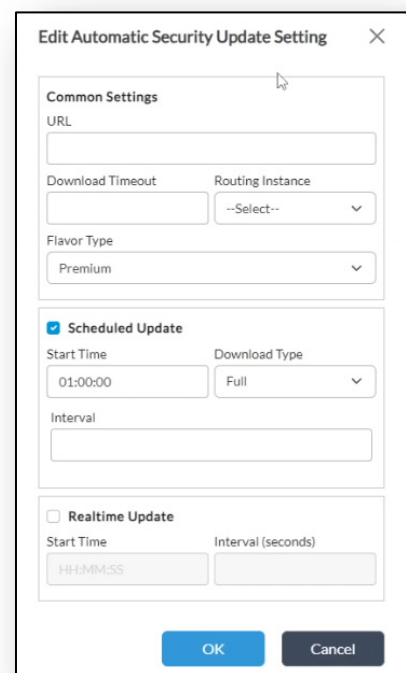 Edit Automatic Security Update Setting
Common Settings
URL
Download Timeout Routing Instance
--Select--
Flavor Type
Premium
Scheduled Update
Start Time Download Type
01:00:00 Full
Interval
Realtime Update
Start Time Interval (seconds)
HH:MM:SS
OK Cancel